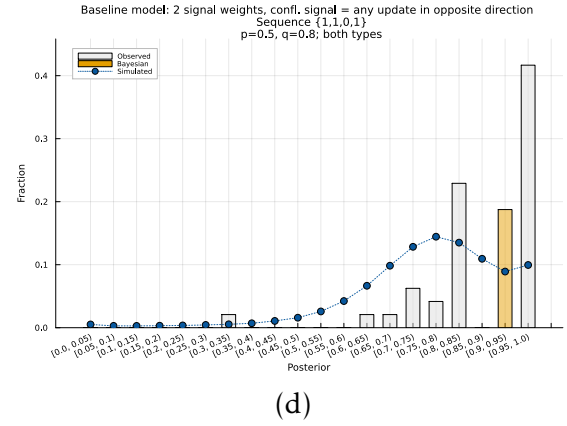 Baseline model: 2 signal weights, confl. signal = any update in opposite direction
Sequence {1,1,0,1}
p=0.5, q=0.8; both types
Observed
Bayesian
Simulated
0.4
0.3
0.2
0.1
0.0
Fraction
[0.0, 0.05)
[0.05, 0.1)
[0.1, 0.15)
[0.15, 0.2)
[0.2, 0.25)
[0.25, 0.3)
[0.3, 0.35)
[0.35, 0.4)
[0.4, 0.45)
[0.45, 0.5)
[0.5, 0.55)
[0.55, 0.6)
[0.6, 0.65)
[0.65, 0.7)
[0.7, 0.75)
[0.75, 0.8)
[0.8, 0.85)
[0.85, 0.9)
[0.9, 0.95)
[0.95, 1.0)
Posterior
(d)